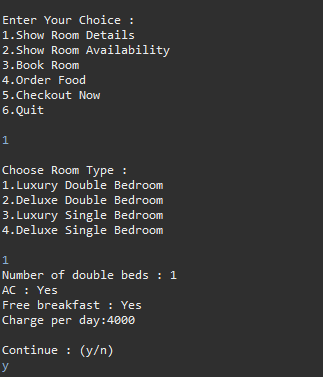 Enter Your Choice :
1.Show Room Details
2.Show Room Availability
3.Book Room
4.Order Food
5.Checkout Now
6.Quit
1
Choose Room Type :
1.Luxury Double Bedroom
2.Deluxe Double Bedroom
3.Luxury Single Bedroom
4.Deluxe Single Bedroom
1
Number of double beds : 1
AC : Yes
Free breakfast : Yes
Charge per day:4000
Continue : (y/n)
y